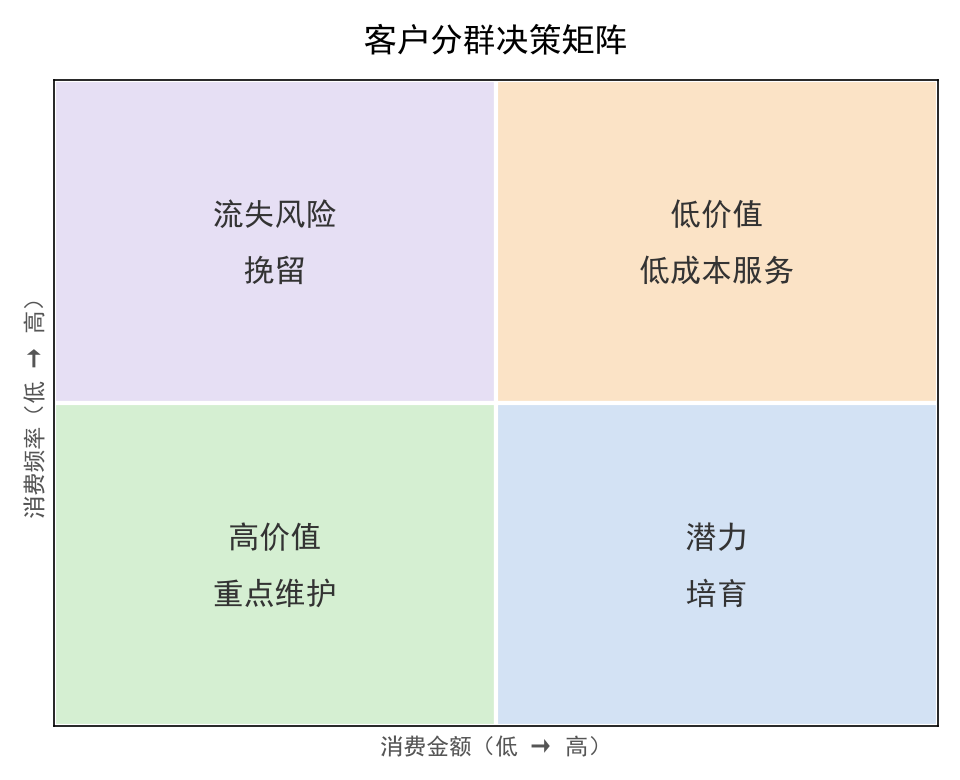 客户分群决策矩阵
流失风险
挽留
低价值
低成本服务
高价值
重点维护
潜力
培育
消费频率（低 → 高）
消费金额（低 → 高）